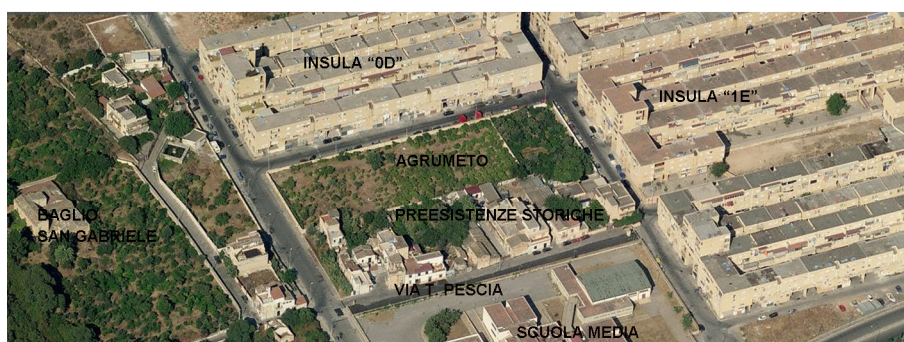 INSULA “0D”
INSULA “1E”
AGRUMETO
PREESISTENZE STORICHE
BAGLIO
SAN GABRIELE
VIA T. PESCIA
SCUOLA MEDIA